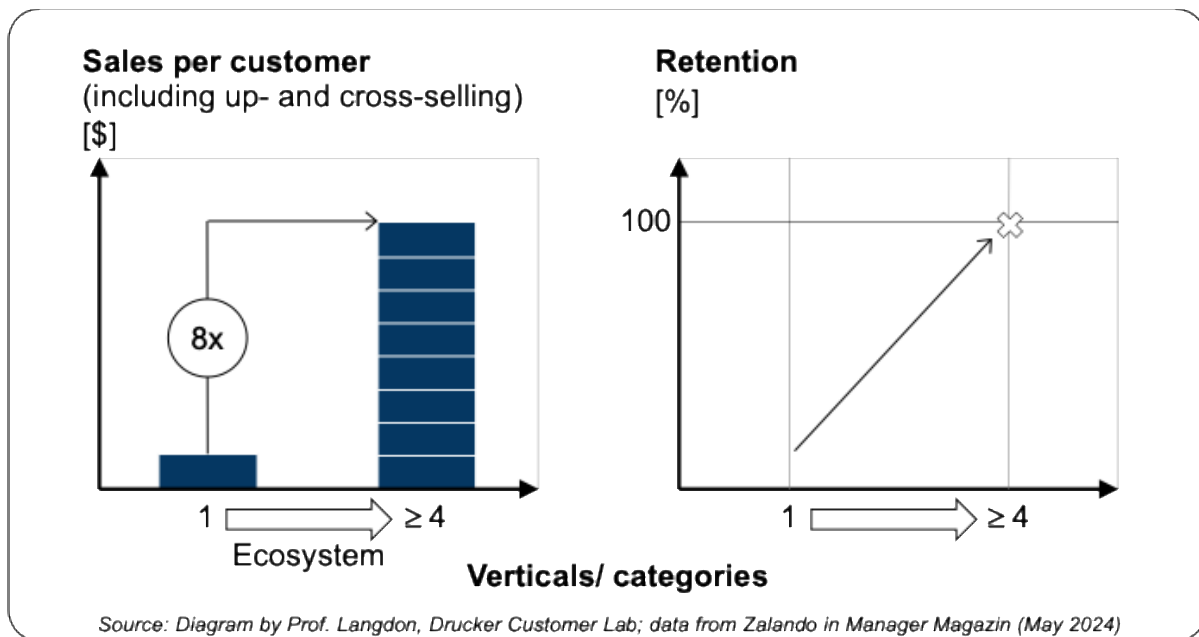 Sales per customer
(including up- and cross-selling)
[$]
8x
1
≥ 4
Ecosystem
Retention
[%]
100
1
≥ 4
Verticals/ categories
Source: Diagram by Prof. Langdon, Drucker Customer Lab; data from Zalando in Manager Magazin (May 2024)